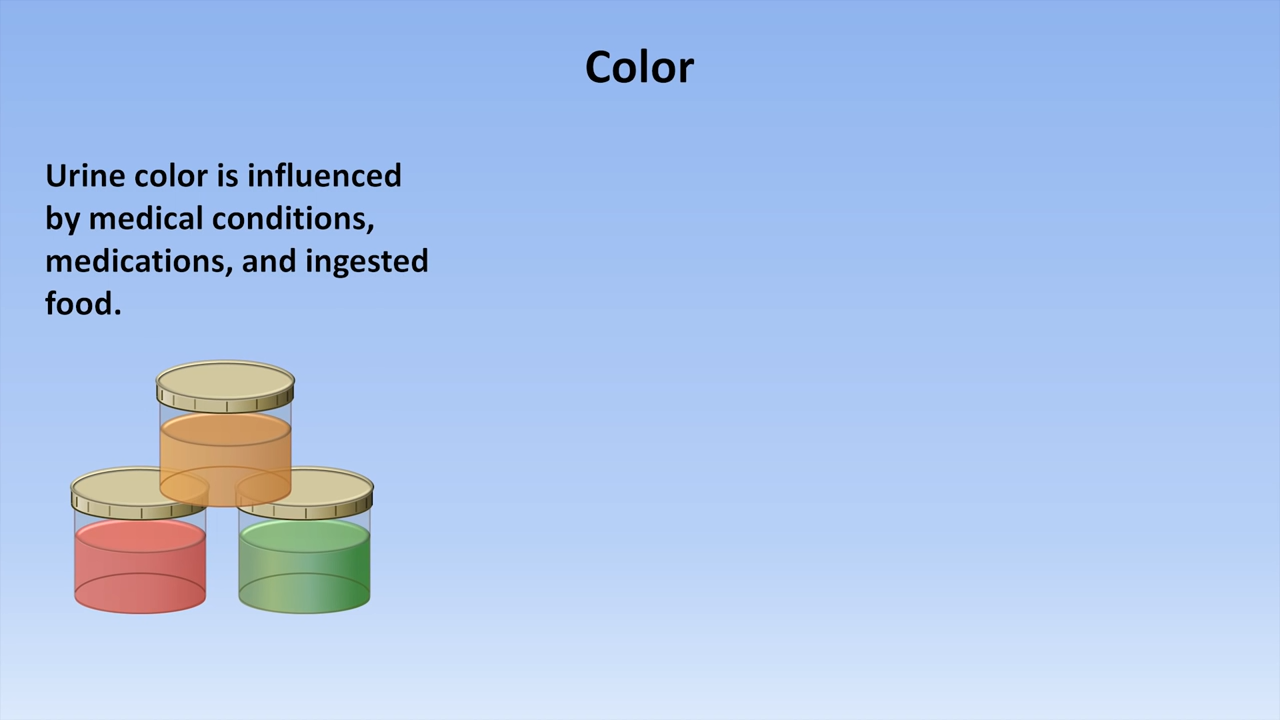 Color
Urine color is influenced
by medical conditions,
medications, and ingested
food.